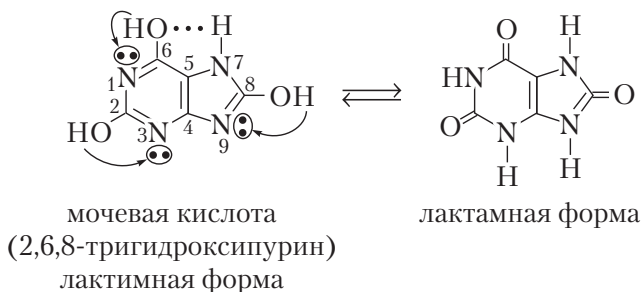 HO H O H
6 N 7
N 5 N
1 8
OH HN O
2 O
HO 3 N 4 N N N
9 H H
мочевая кислота лактамная форма
(2,6,8-тригидроксипурин)
лактимная форма